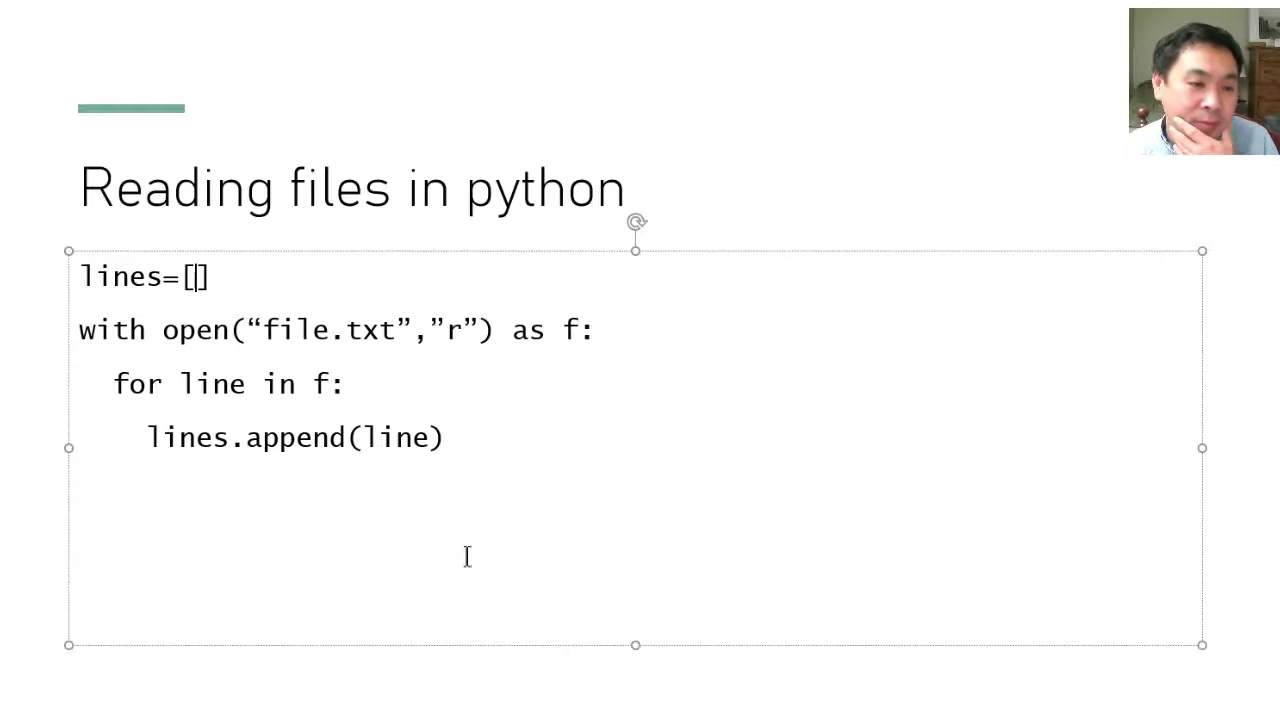 Reading files in python
lines=[]
with open(“file.txt”,”r”) as f:
for line in f:
lines.append(line)